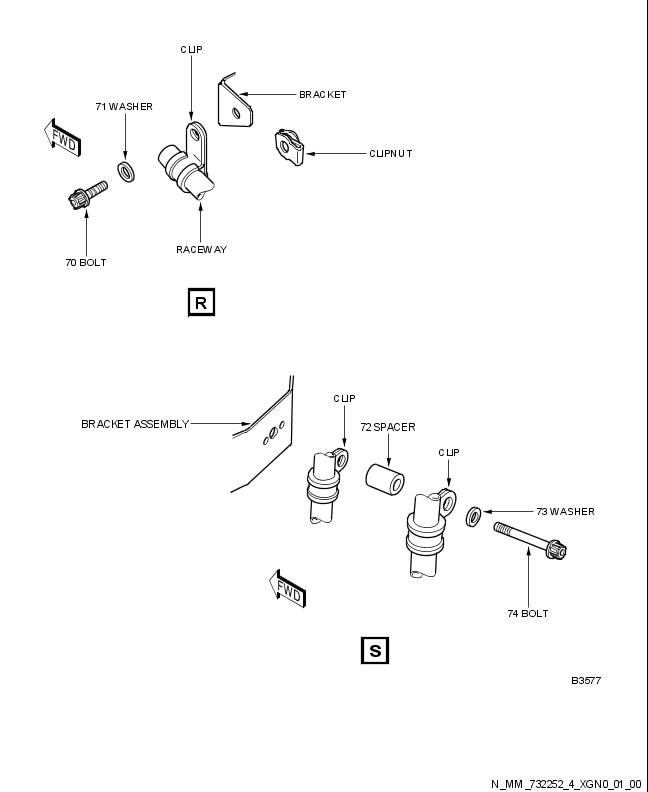 CLIP
BRACKET
71 WASHER
FWD
CLIPNUT
RACEWAY
70 BOLT
R
CLIP
BRACKET ASSEMBLY
72 SPACER
CLIP
73 WASHER
FWD
74 BOLT
S
B3577
N_MM_732252_4_XGN0_01_00